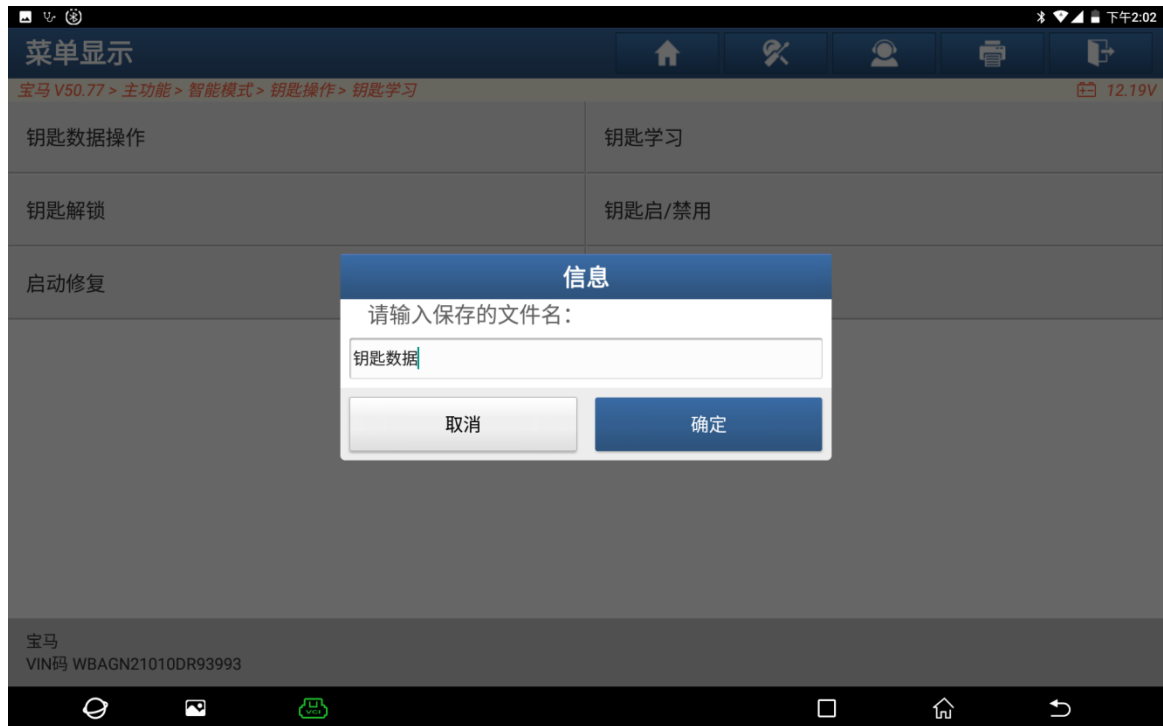 下午2:02
菜单显示
宝马 V50.77 > 主功能 > 智能模式 > 钥匙操作 > 钥匙学习
12.19V
钥匙数据操作
钥匙学习
钥匙解锁
钥匙启/禁用
启动修复
信息
请输入保存的文件名：
钥匙数据
取消
确定
宝马
VIN码 WBAGN21010DR93993
VCI